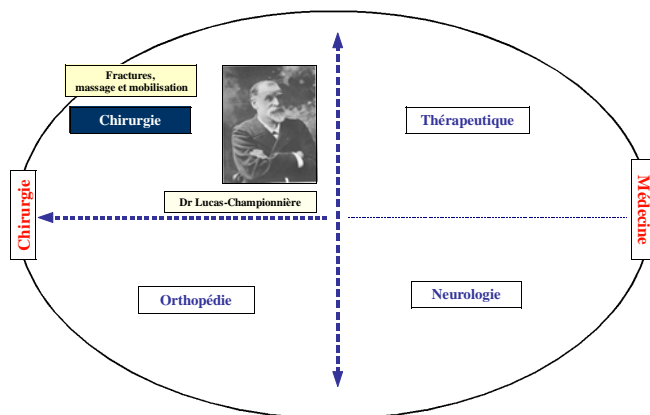 Fractures,
massage et mobilisation
Chirurgie
Thérapeutique
Dr Lucas-Championnière
Chirurgie
Médecine
Orthopédie
Neurologie